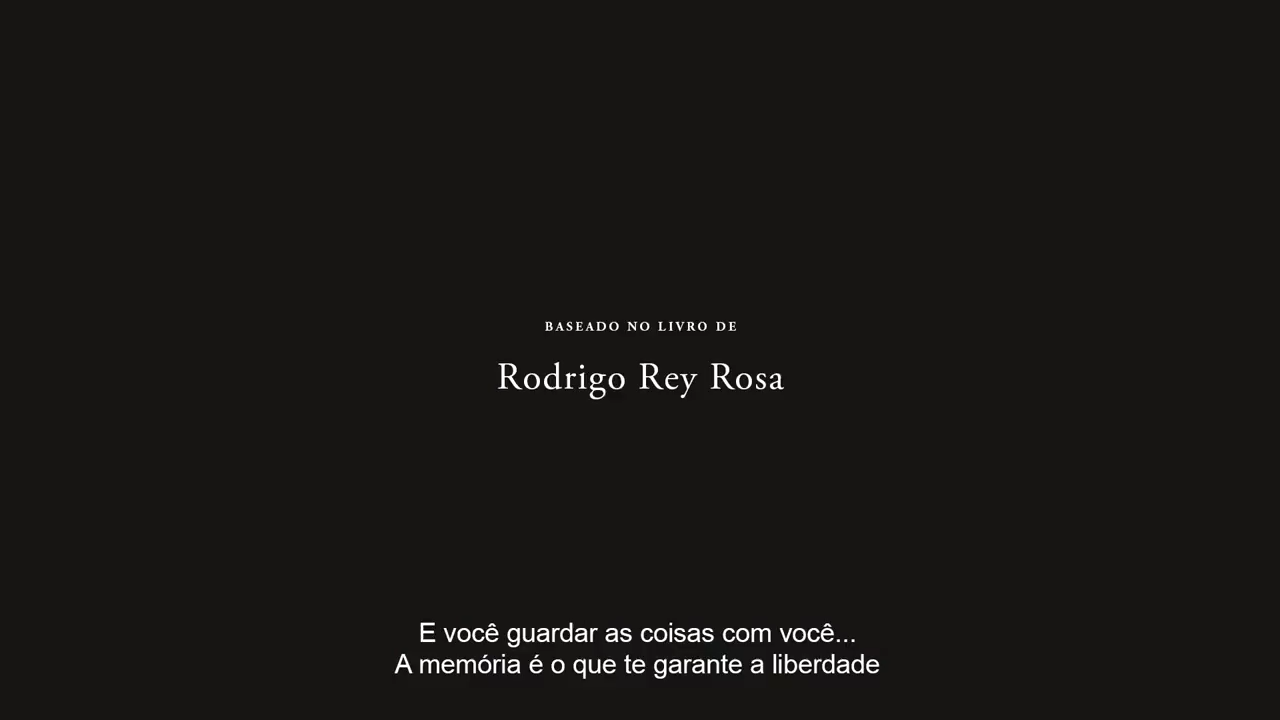 BASEADO NO LIVRO DE
Rodrigo Rey Rosa
E você guardar as coisas com você...
A memória é o que te garante a liberdade